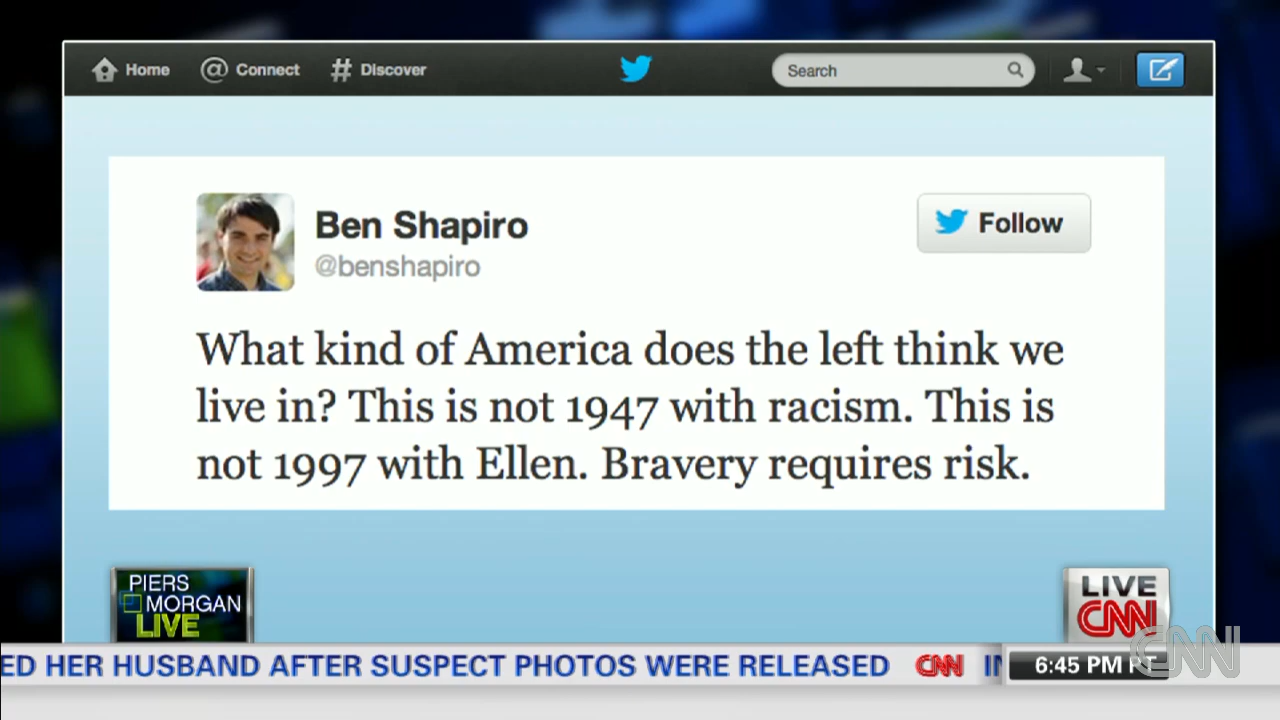 Home
Connect
Discover
Search
Ben Shapiro
@benshapiro
Follow
What kind of America does the left think we
live in? This is not 1947 with racism. This is
not 1997 with Ellen. Bravery requires risk.
PIERS
MORGAN
LIVE
LIVE
CNN
ED HER HUSBAND AFTER SUSPECT PHOTOS WERE RELEASED CNN IN
6:45 PM PT
CNN